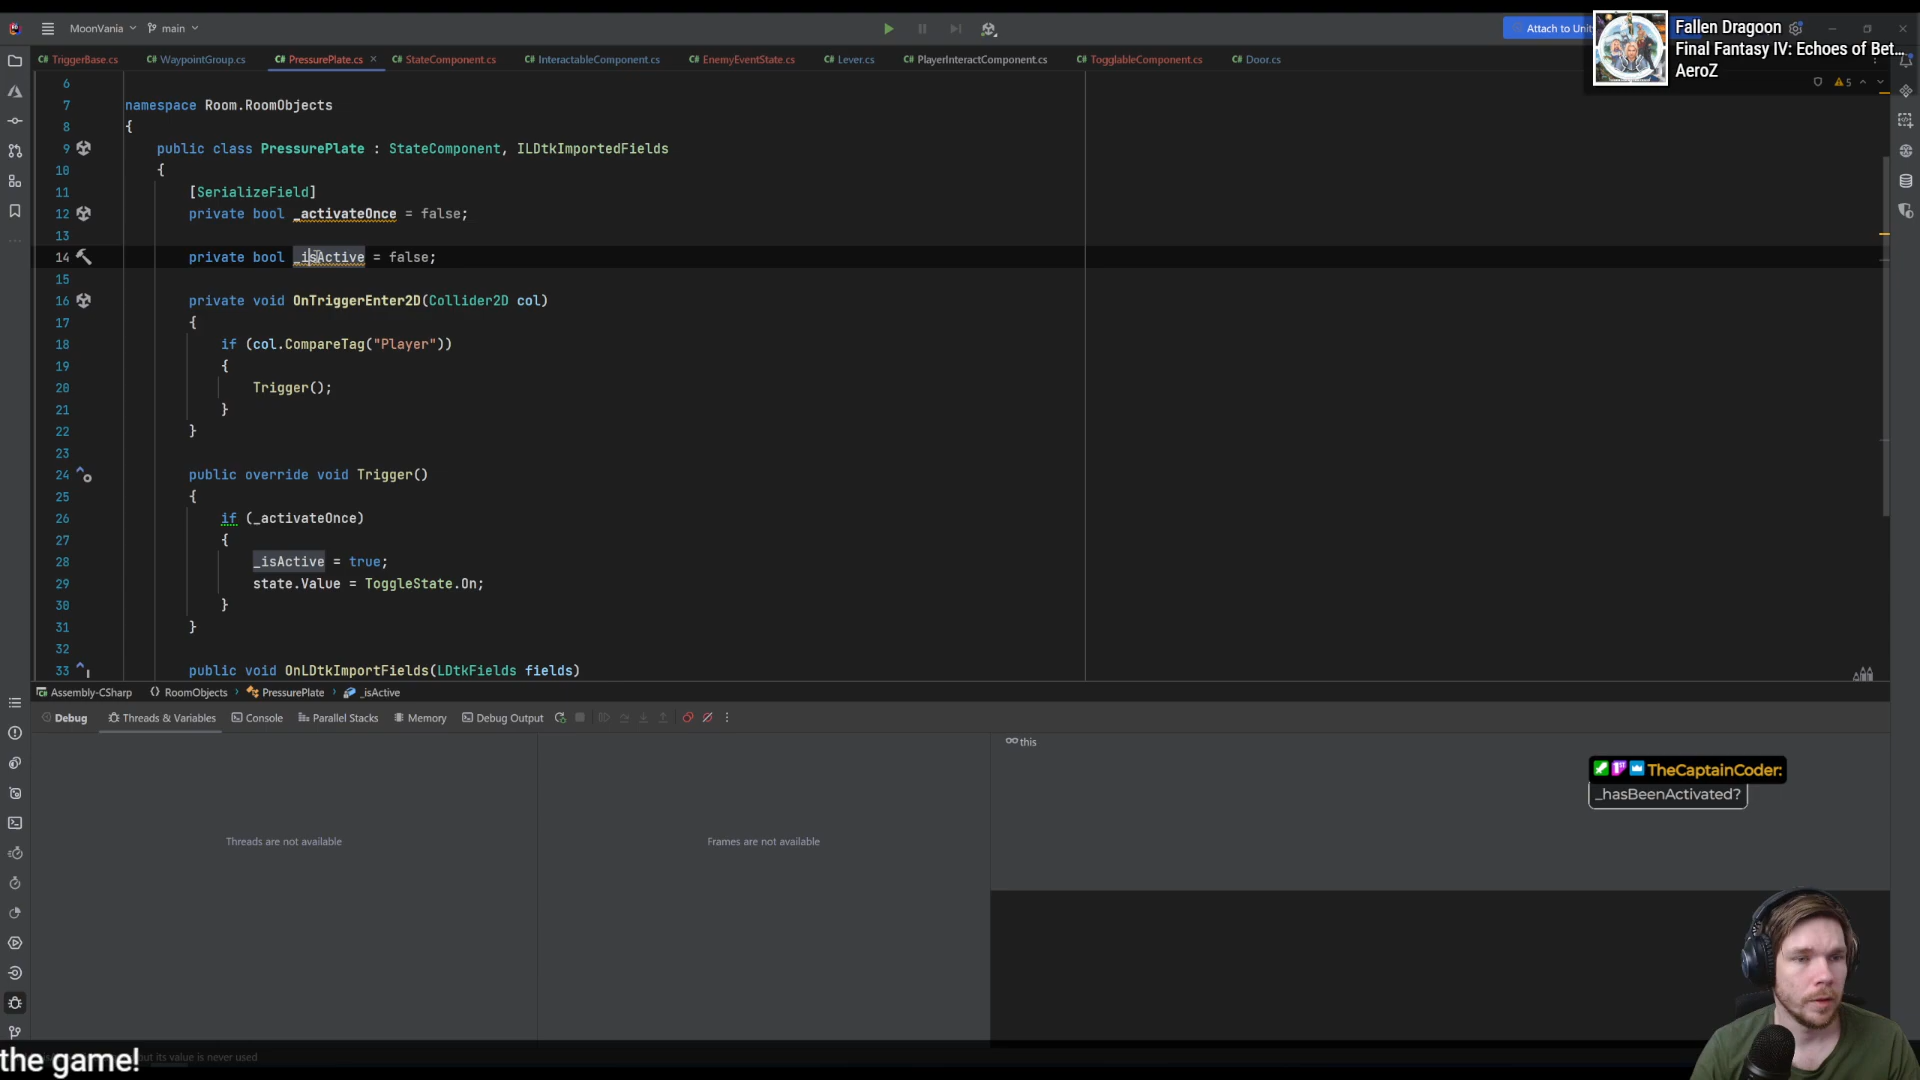 MoonVania
main
Attach to Unit
Fallen Dragoon
Final Fantasy IV: Echoes of Bet...
AeroZ
C# TriggerBase.cs
C# WaypointGroup.cs
C# PressurePlate.cs
C# StateComponent.cs
C# InteractableComponent.cs
C# EnemyEventState.cs
C# Lever.cs
C# PlayerInteractComponent.cs
C# TogglableComponent.cs
C# Door.cs
5
6
7 namespace Room.RoomObjects
8 {
9 public class PressurePlate : StateComponent, ILDtkImportedFields
10 {
11 [SerializeField]
12 private bool _activateOnce = false;
13
14 private bool _isActive = false;
15
16 private void OnTriggerEnter2D(Collider2D col)
17 {
18 if (col.CompareTag("Player"))
19 {
20 Trigger();
21 }
22 }
23
24 public override void Trigger()
25 {
26 if (_activateOnce)
27 {
28 _isActive = true;
29 state.Value = ToggleState.On;
30 }
31 }
32
33 public void OnLDtkImportFields(LDtkFields fields)
Assembly-CSharp
RoomObjects
PressurePlate
_isActive
Debug
Threads & Variables
Console
Parallel Stacks
Memory
Debug Output
this
Threads are not available
Frames are not available
TheCaptainCoder:
_hasBeenActivated?
the game!
but its value is never used